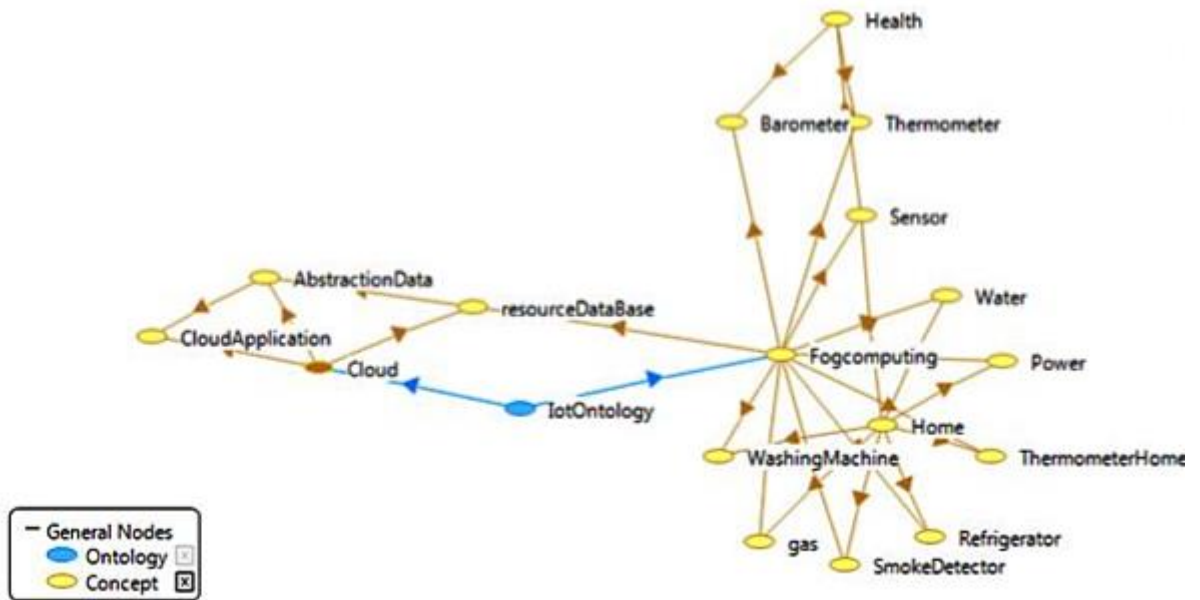 Health
Barometer
Thermometer
Sensor
AbstractionData
resourceDataBase
Water
CloudApplication
Cloud
Fogcomputing
Power
IotOntology
Home
WashingMachine
ThermometerHome
gas
Refrigerator
SmokeDetector
General Nodes
Ontology
Concept